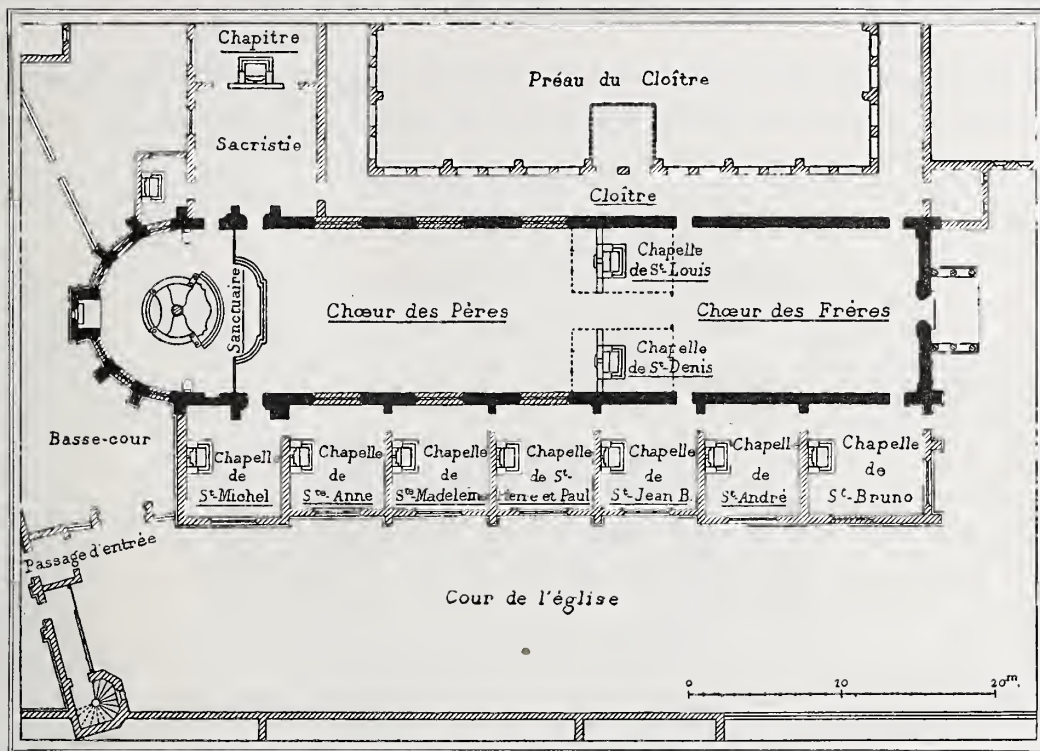 Chapitre
Préau du Cloître
Sacristie
Cloître
Sanctuaire
Chœur des Pères
Chapelle
de St-Louis
Chœur des Frères
Chapelle
de St-Denis
Basse-cour
Chapelle
de
St-Michel
Chapelle
de
Ste-Anne
Chapelle
de
Ste-Madeleine
Chapelle
de St-
Pierre et Paul
Chapelle
de
St-Jean B.
Chapelle
de
St-André
Chapelle
de
St-Bruno
Passage d'entrée
Cour de l'église
0 10 20m.